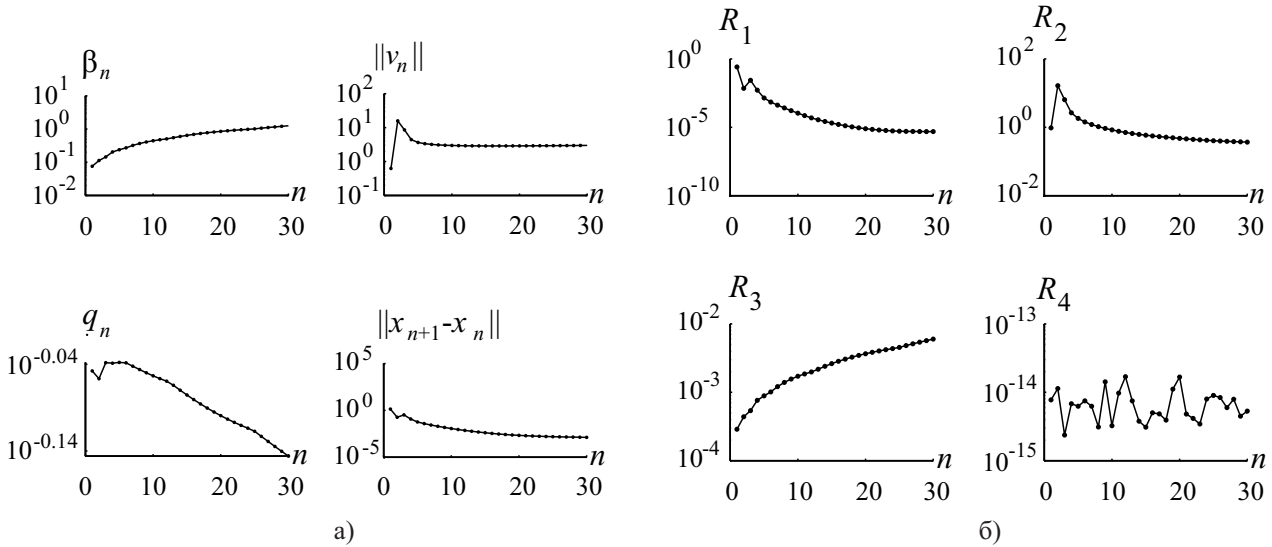 β_n
10^1
10^0
10^-1
10^-2
0 10 20 30
n
||v_n||
10^2
10^1
10^0
10^-1
0 10 20 30
n
q_n
10^-0.04
10^-0.14
0 10 20 30
n
||x_{n+1}-x_n||
10^5
10^0
10^-5
0 10 20 30
n
а)
R_1
10^0
10^-5
10^-10
0 10 20 30
n
R_2
10^2
10^0
10^-2
0 10 20 30
n
R_3
10^-2
10^-3
10^-4
0 10 20 30
n
R_4
10^-13
10^-14
10^-15
0 10 20 30
n
б)